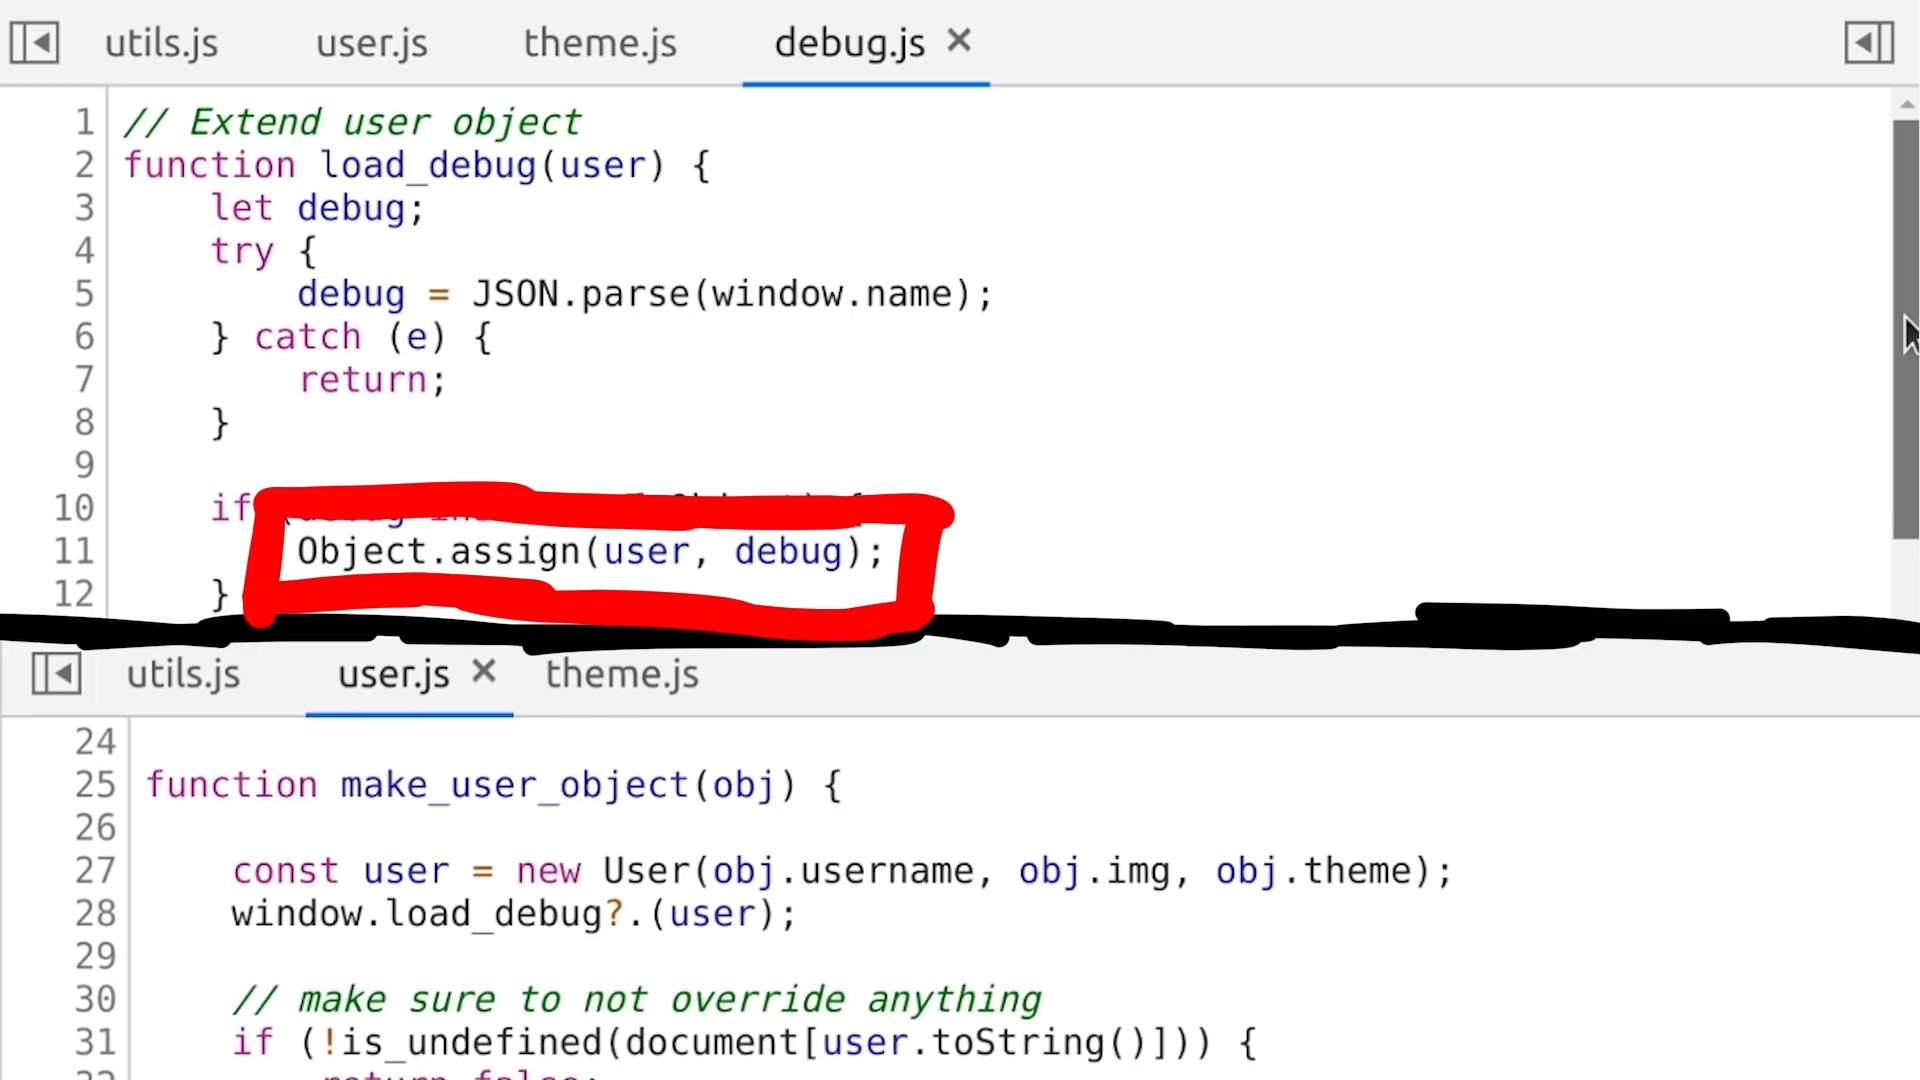 utils.js user.js theme.js debug.js ×
1 // Extend user object
2 function load_debug(user) {
3 let debug;
4 try {
5 debug = JSON.parse(window.name);
6 } catch (e) {
7 return;
8 }
9
10 if (debug
11 Object.assign(user, debug);
12 }
utils.js user.js × theme.js
24
25 function make_user_object(obj) {
26
27 const user = new User(obj.username, obj.img, obj.theme);
28 window.load_debug?.(user);
29
30 // make sure to not override anything
31 if (!is_undefined(document[user.toString()])) {
32 return false;